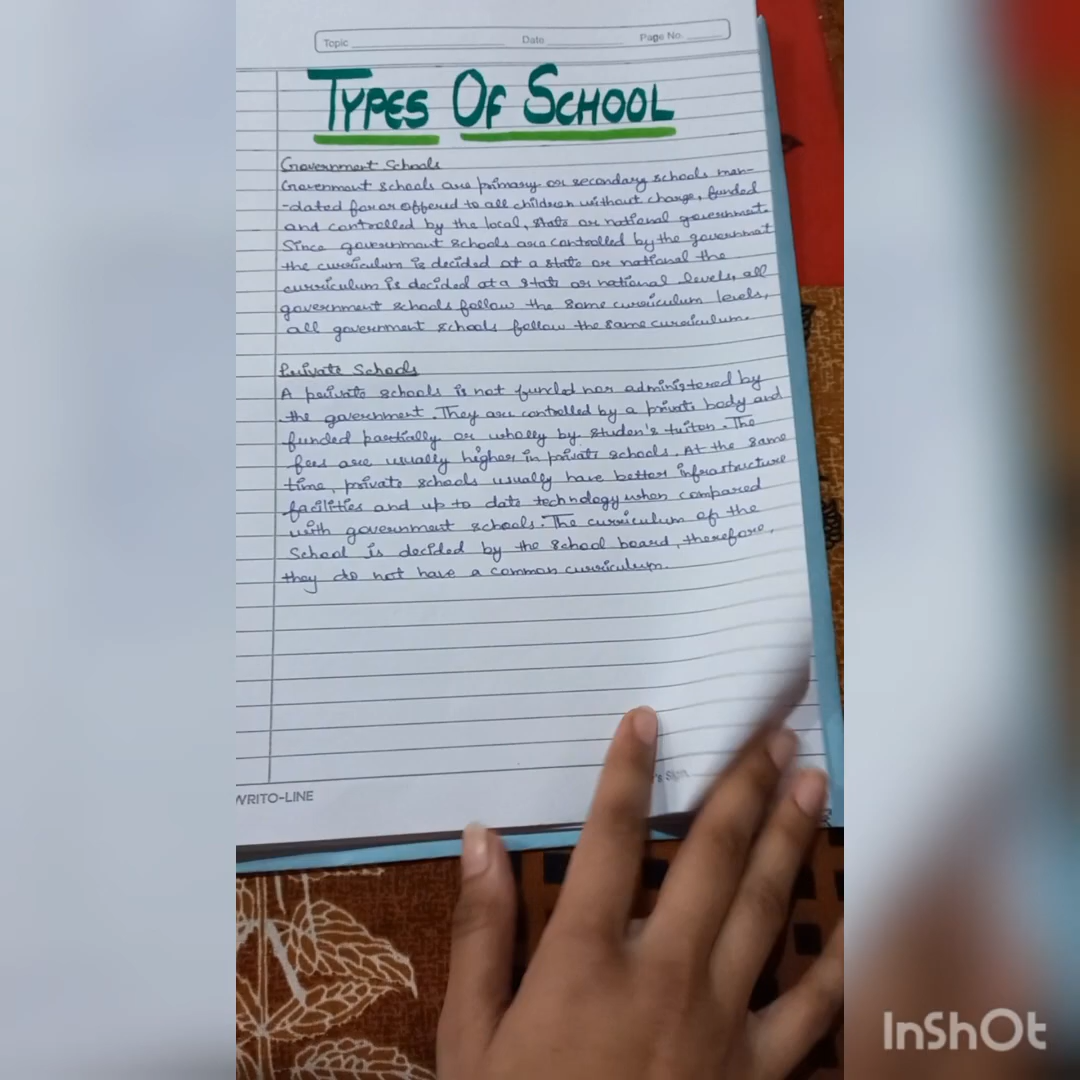 Topic Date Page No.
TYPES OF SCHOOL
Government Schools
Government schools are primary or secondary schools man-
-dated for or offered to all children without charge, funded
and controlled by the local, state or national government.
Since government schools are controlled by the governmet
the curriculum is decided at a state or national the
curriculum is decided at a state or national levels, all
government schools follow the same curriculum levels,
all government schools follow the same curriculum.
Private Schools
A private schools is not funded nor administered by
the government. They are controlled by a private body and
funded partially or wholly by studen's tuiton. The
fees are usually higher in private schools. At the same
time, private schools usually have better infrastructure
facilities and up to date technology when compared
with government schools. The curriculum of the
School is decided by the school board, therefore,
they do not have a common curriculum.
's Sign
WRITO-LINE
InShOt